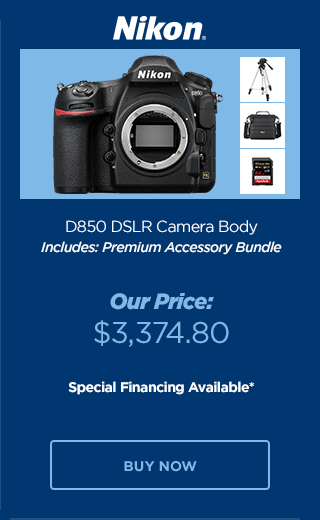 Nikon.
Nikon
D850
D850 DSLR Camera Body
Includes: Premium Accessory Bundle
Our Price:
$3,374.80
Special Financing Available*
BUY NOW